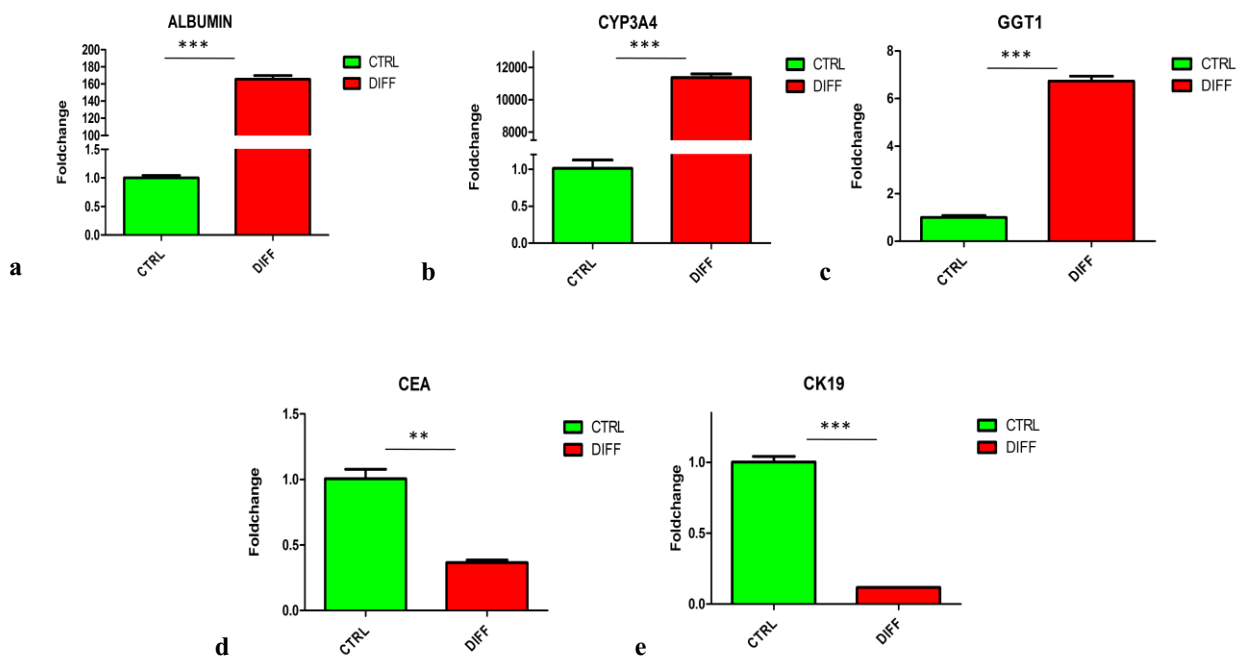 ALBUMIN
***
CTRL
DIFF
Foldchange
200
180
160
140
120
100
1.5
1.0
0.5
0.0
CTRL
DIFF
a
CYP3A4
***
CTRL
DIFF
Foldchange
12000
10000
8000
1.0
0.5
0.0
CTRL
DIFF
b
GGT1
***
CTRL
DIFF
Foldchange
8
6
4
2
0
CTRL
DIFF
c
CEA
**
CTRL
DIFF
Foldchange
1.5
1.0
0.5
0.0
CTRL
DIFF
d
CK19
***
CTRL
DIFF
Foldchange
1.0
0.5
0.0
CTRL
DIFF
e